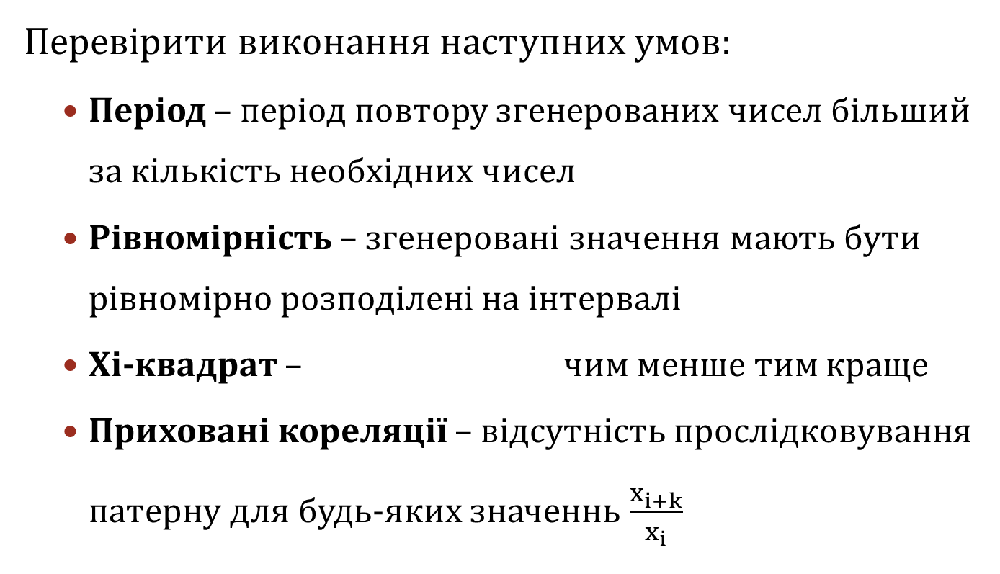 Перевірити виконання наступних умов:
• Період – період повтору згенерованих чисел більший
за кількість необхідних чисел
• Рівномірність – згенеровані значення мають бути
рівномірно розподілені на інтервалі
• Хі-квадрат – чим менше тим краще
• Приховані кореляції – відсутність прослідковування
патерну для будь-яких значеннь x_{i+k}/x_i